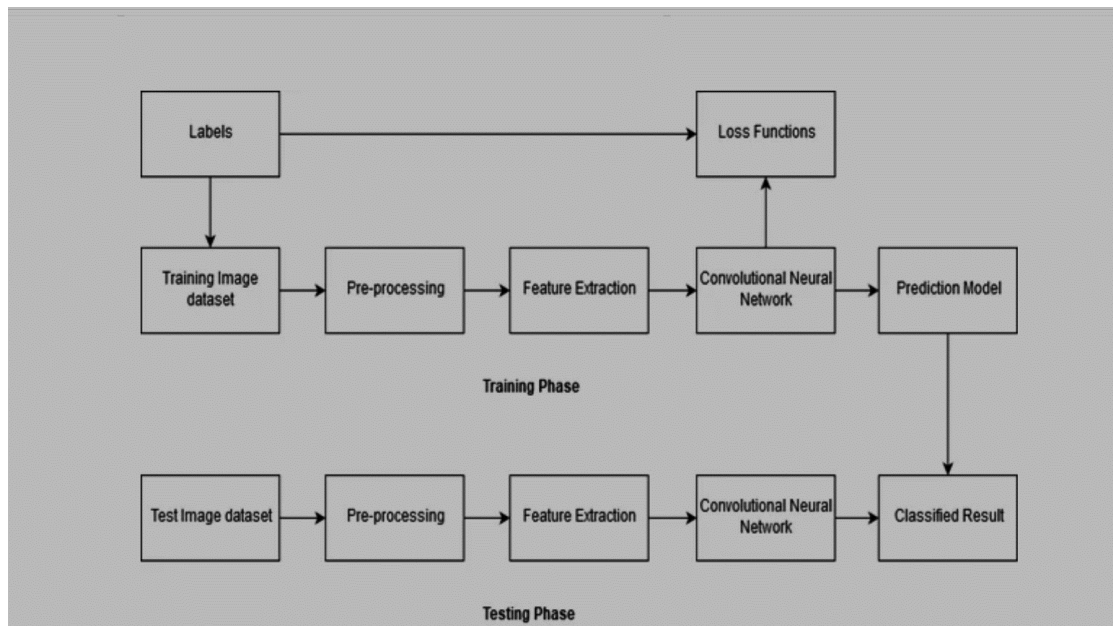 Labels
Loss Functions
Training Image
dataset
Pre-processing
Feature Extraction
Convolutional Neural
Network
Prediction Model
Training Phase
Test Image dataset
Pre-processing
Feature Extraction
Convolutional Neural
Network
Classified Result
Testing Phase